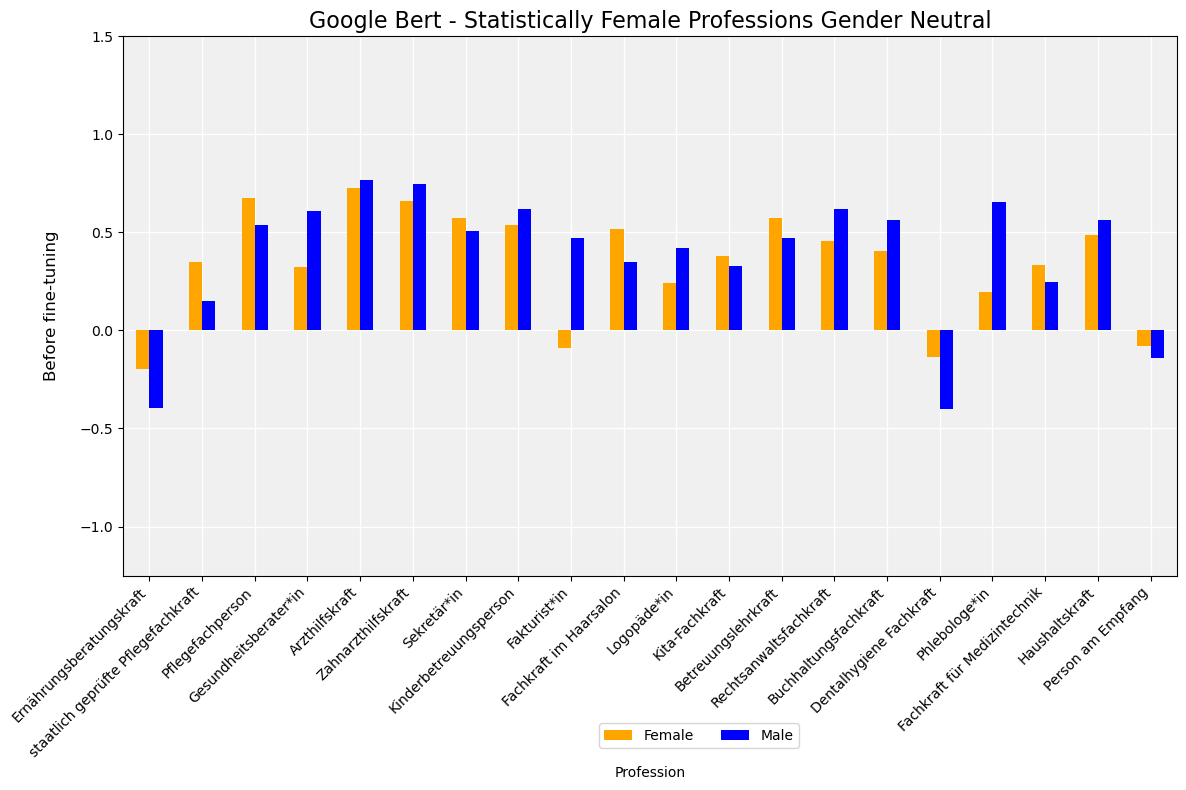 Google Bert - Statistically Female Professions Gender Neutral
Before fine-tuning
1.5
1.0
0.5
0.0
−0.5
−1.0
Ernährungsberatungskraft
staatlich geprüfte Pflegefachkraft
Pflegefachperson
Gesundheitsberater*in
Arzthilfskraft
Zahnarzthilfskraft
Sekretär*in
Kinderbetreuungsperson
Fakturist*in
Fachkraft im Haarsalon
Logopäde*in
Kita-Fachkraft
Betreuungslehrkraft
Rechtsanwaltsfachkraft
Buchhaltungsfachkraft
Dentalhygiene Fachkraft
Phlebologe*in
Fachkraft für Medizintechnik
Haushaltskraft
Person am Empfang
Female
Male
Profession